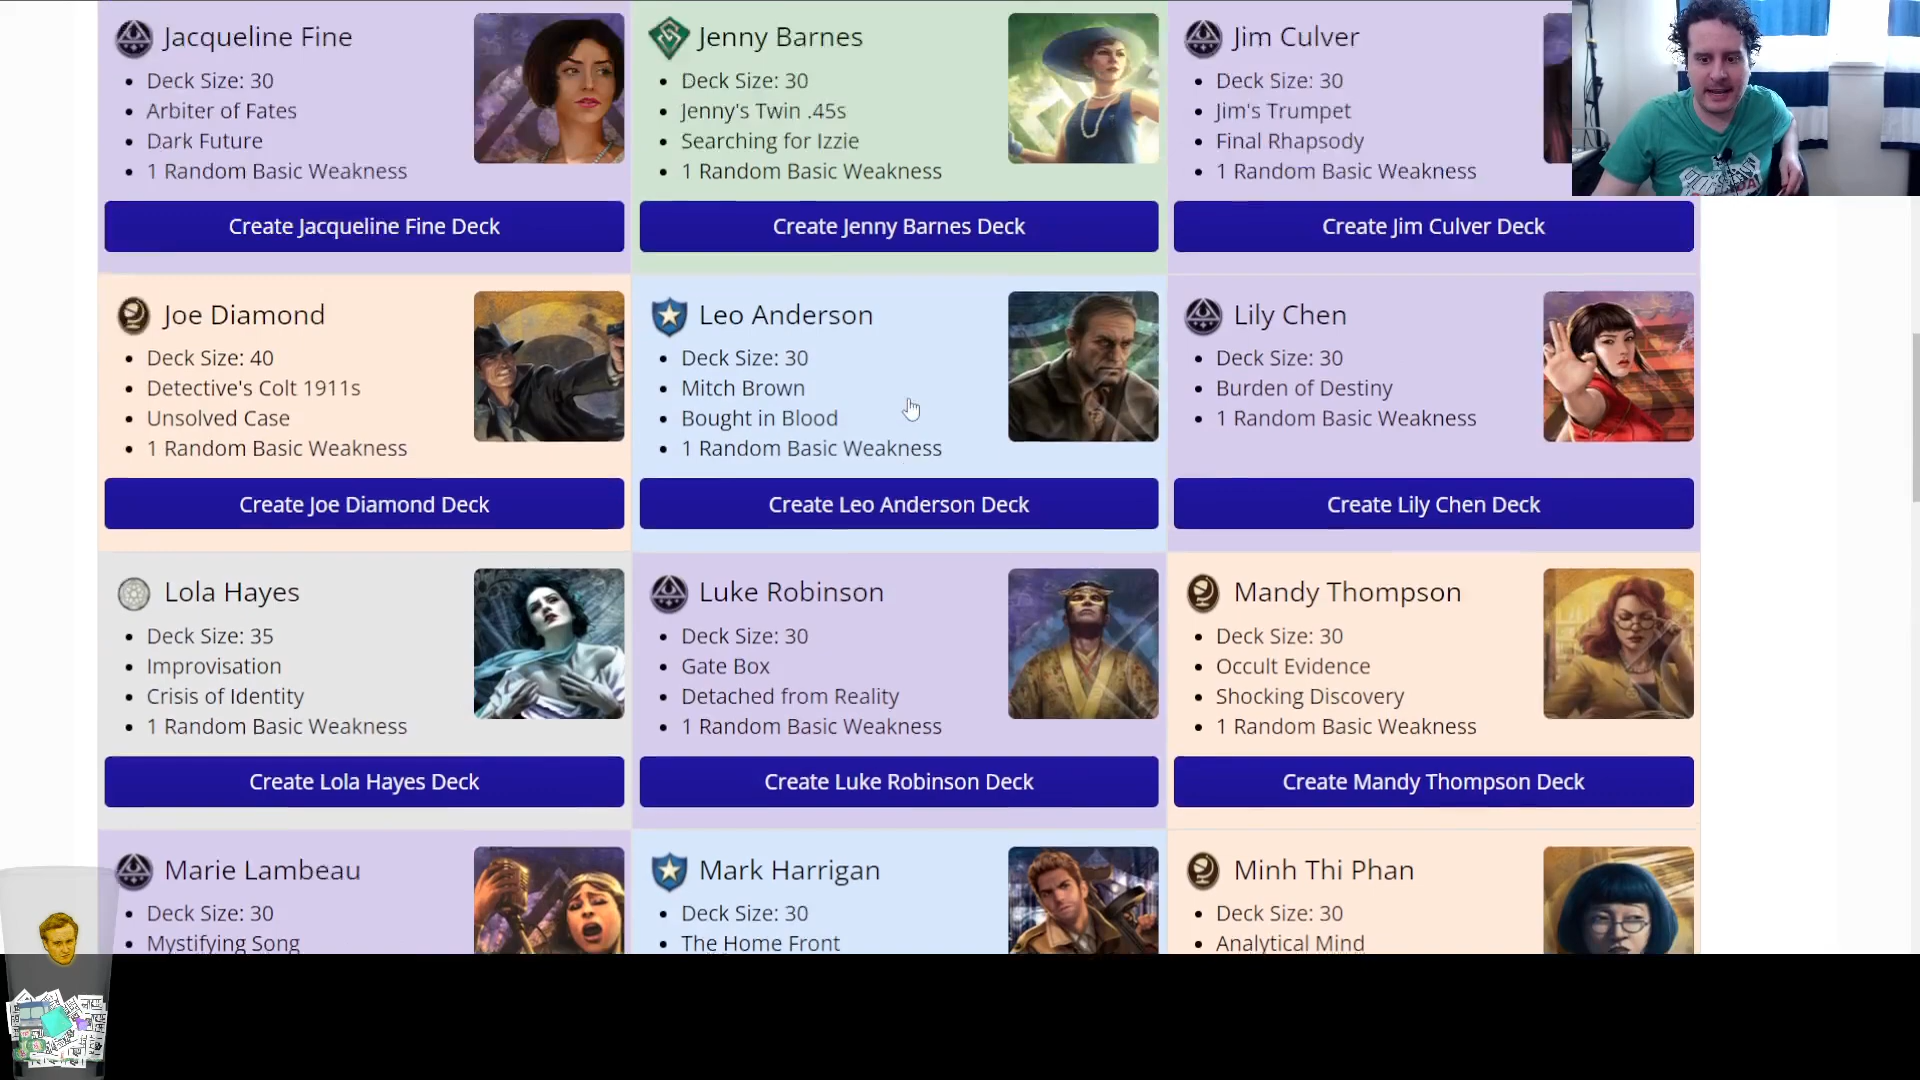 Jacqueline Fine
Deck Size: 30
Arbiter of Fates
Dark Future
1 Random Basic Weakness
Create Jacqueline Fine Deck
Jenny Barnes
Deck Size: 30
Jenny's Twin .45s
Searching for Izzie
1 Random Basic Weakness
Create Jenny Barnes Deck
Jim Culver
Deck Size: 30
Jim's Trumpet
Final Rhapsody
1 Random Basic Weakness
Create Jim Culver Deck
Joe Diamond
Deck Size: 40
Detective's Colt 1911s
Unsolved Case
1 Random Basic Weakness
Create Joe Diamond Deck
Leo Anderson
Deck Size: 30
Mitch Brown
Bought in Blood
1 Random Basic Weakness
Create Leo Anderson Deck
Lily Chen
Deck Size: 30
Burden of Destiny
1 Random Basic Weakness
Create Lily Chen Deck
Lola Hayes
Deck Size: 35
Improvisation
Crisis of Identity
1 Random Basic Weakness
Create Lola Hayes Deck
Luke Robinson
Deck Size: 30
Gate Box
Detached from Reality
1 Random Basic Weakness
Create Luke Robinson Deck
Mandy Thompson
Deck Size: 30
Occult Evidence
Shocking Discovery
1 Random Basic Weakness
Create Mandy Thompson Deck
Marie Lambeau
Deck Size: 30
Mystifying Song
Mark Harrigan
Deck Size: 30
The Home Front
Minh Thi Phan
Deck Size: 30
Analytical Mind